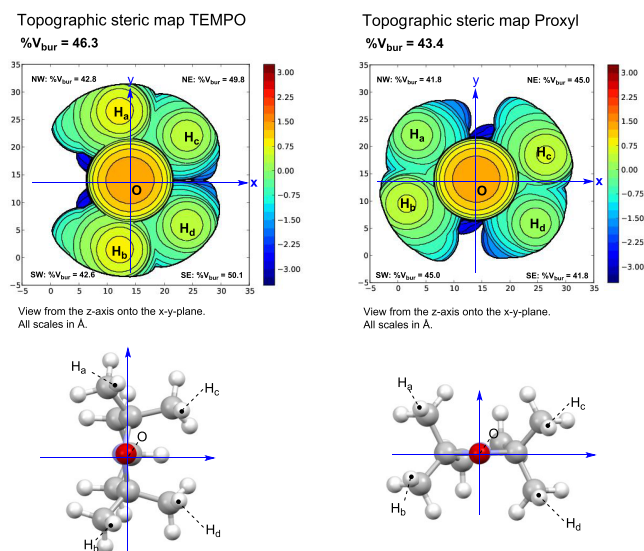 Topographic steric map TEMPO
%Vbur = 46.3
NW: %Vbur = 42.8
NE: %Vbur = 49.8
SW: %Vbur = 42.6
SE: %Vbur = 50.1
y
x
Ha
Hc
O
Hb
Hd
35
30
25
20
15
10
5
0
−5
−5 0 5 10 15 20 25 30 35
3.00
2.25
1.50
0.75
0.00
−0.75
−1.50
−2.25
−3.00
View from the z-axis onto the x-y-plane.
All scales in Å.
Ha
Hc
O
Hd
Topographic steric map Proxyl
%Vbur = 43.4
NW: %Vbur = 41.8
NE: %Vbur = 45.0
SW: %Vbur = 45.0
SE: %Vbur = 41.8
y
x
Ha
Hc
O
Hb
Hd
35
30
25
20
15
10
5
0
−5
−5 0 5 10 15 20 25 30 35
3.00
2.25
1.50
0.75
0.00
−0.75
−1.50
−2.25
−3.00
View from the z-axis onto the x-y-plane.
All scales in Å.
Ha
Hc
O
Hb
Hd